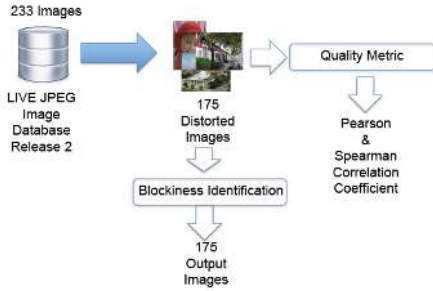 233 Images
LIVE JPEG
Image
Database
Release 2
175
Distorted
Images
Quality Metric
Pearson
&
Spearman
Correlation
Coefficient
Blockiness Identification
175
Output
Images